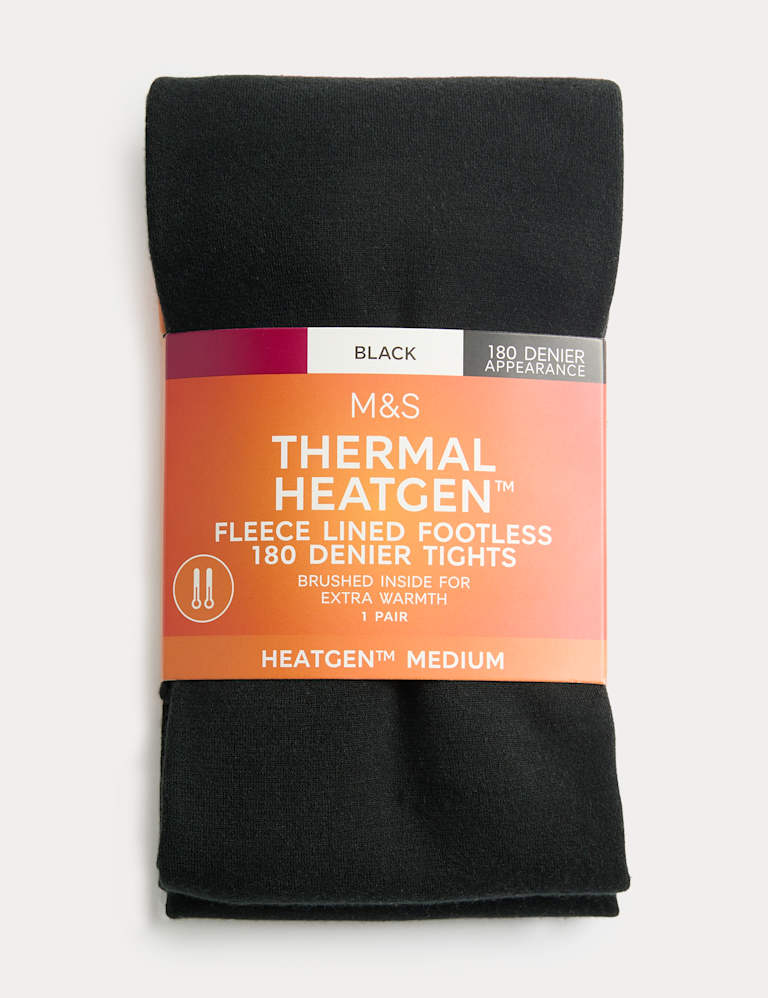 BLACK
180 DENIER
APPEARANCE
M&S
THERMAL
HEATGEN™
FLEECE LINED FOOTLESS
180 DENIER TIGHTS
BRUSHED INSIDE FOR
EXTRA WARMTH
1 PAIR
HEATGEN™ MEDIUM